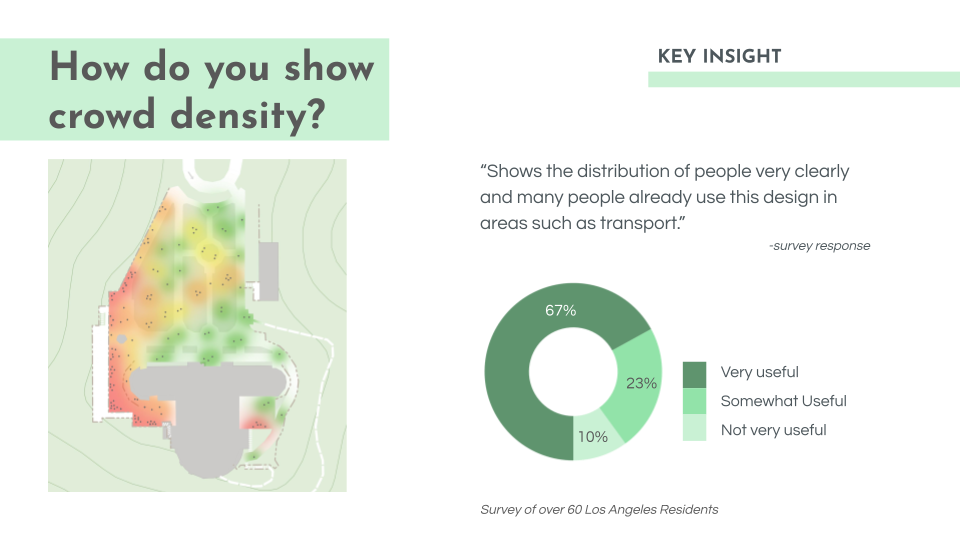 How do you show
crowd density?
KEY INSIGHT
“Shows the distribution of people very clearly
and many people already use this design in
areas such as transport.”
-survey response
67%
23%
10%
Very useful
Somewhat Useful
Not very useful
Survey of over 60 Los Angeles Residents